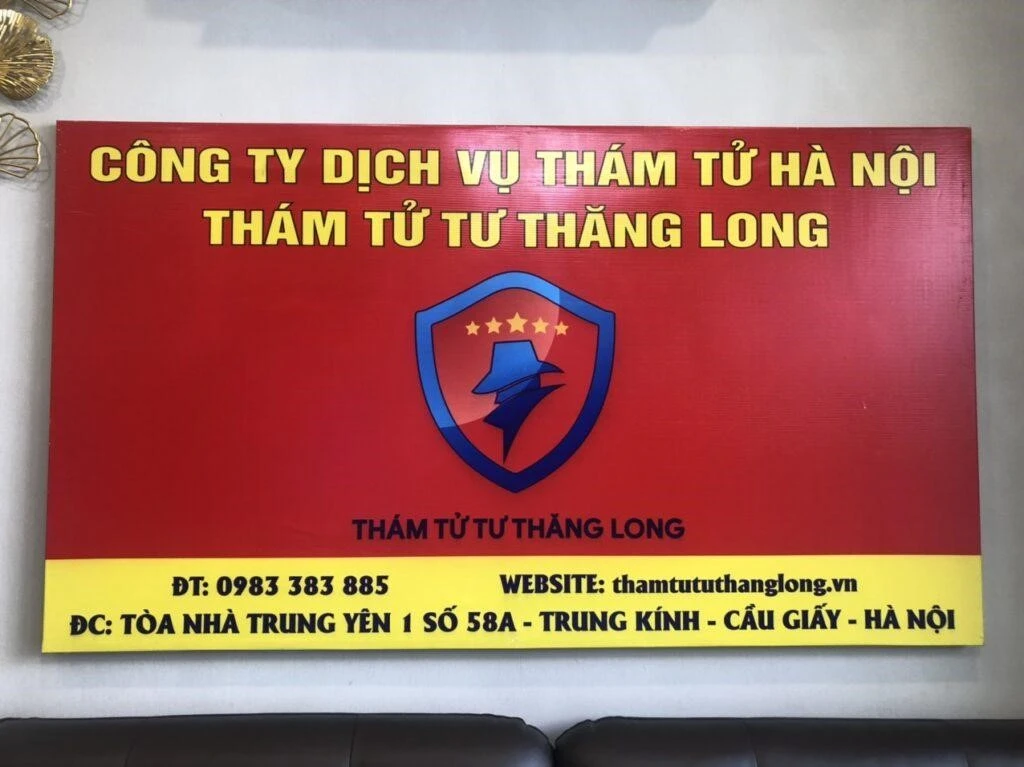 CÔNG TY DỊCH VỤ THÁM TỬ HÀ NỘI
THÁM TỬ TƯ THĂNG LONG
THÁM TỬ TƯ THĂNG LONG
ĐT: 0983 383 885 WEBSITE: thamtututhanglong.vn
ĐC: TÒA NHÀ TRUNG YÊN 1 SỐ 58A - TRUNG KÍNH - CẦU GIẤY - HÀ NỘI